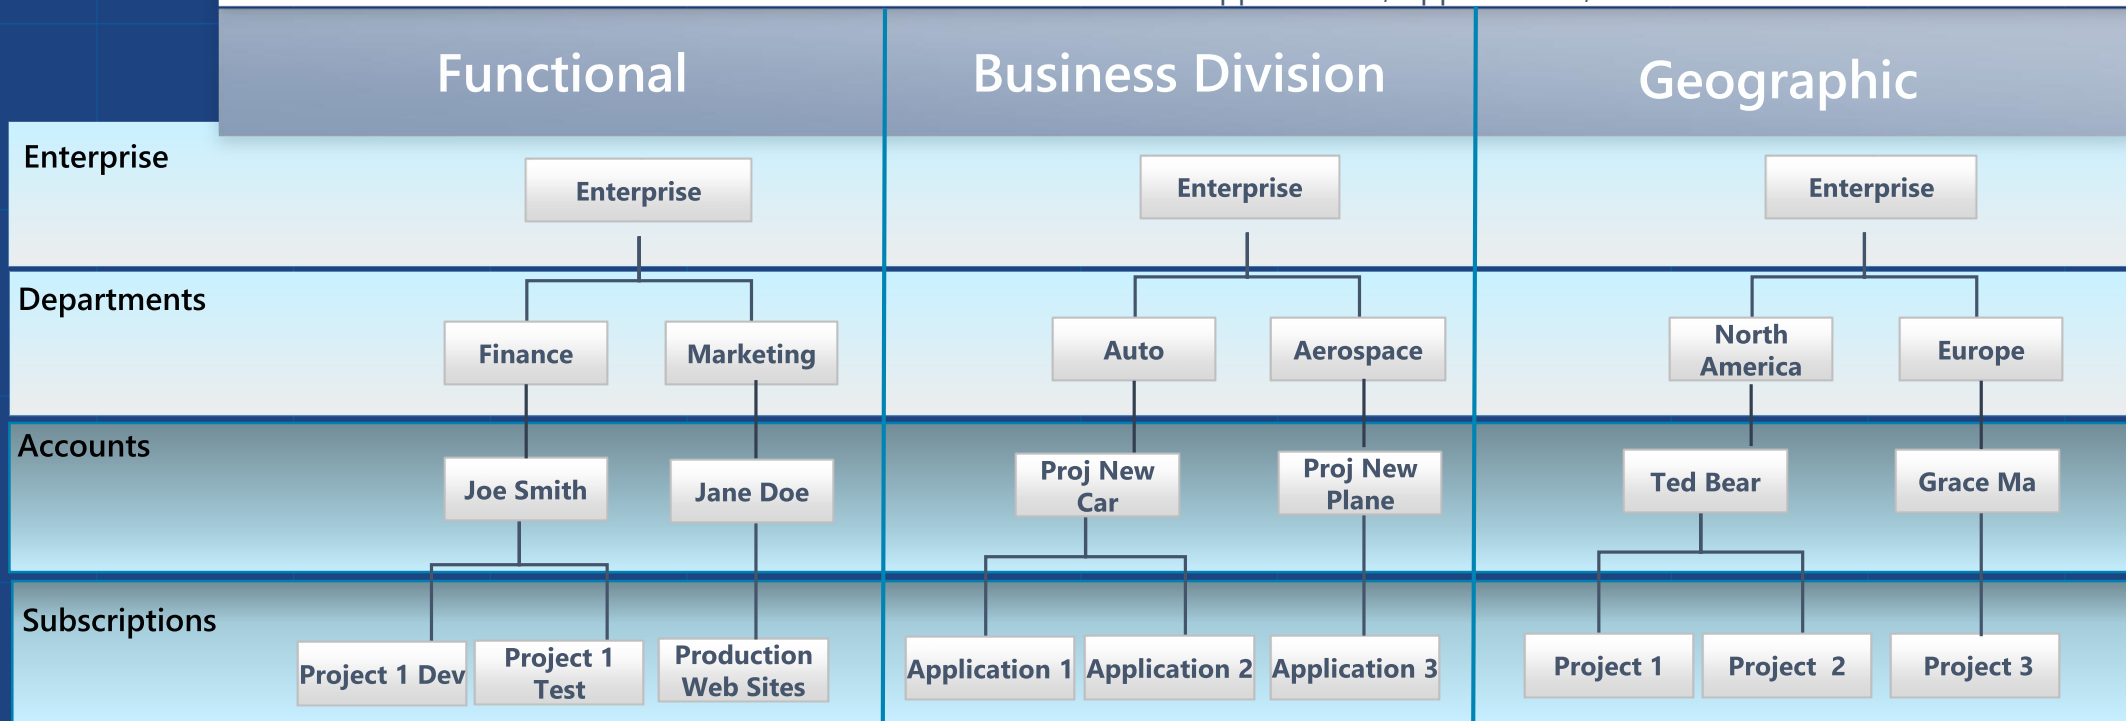 Functional
Business Division
Geographic
Enterprise
Enterprise
Enterprise
Enterprise
Departments
Finance
Marketing
Auto
Aerospace
North
America
Europe
Accounts
Joe Smith
Jane Doe
Proj New
Car
Proj New
Plane
Ted Bear
Grace Ma
Subscriptions
Project 1 Dev
Project 1
Test
Production
Web Sites
Application 1
Application 2
Application 3
Project 1
Project  2
Project 3